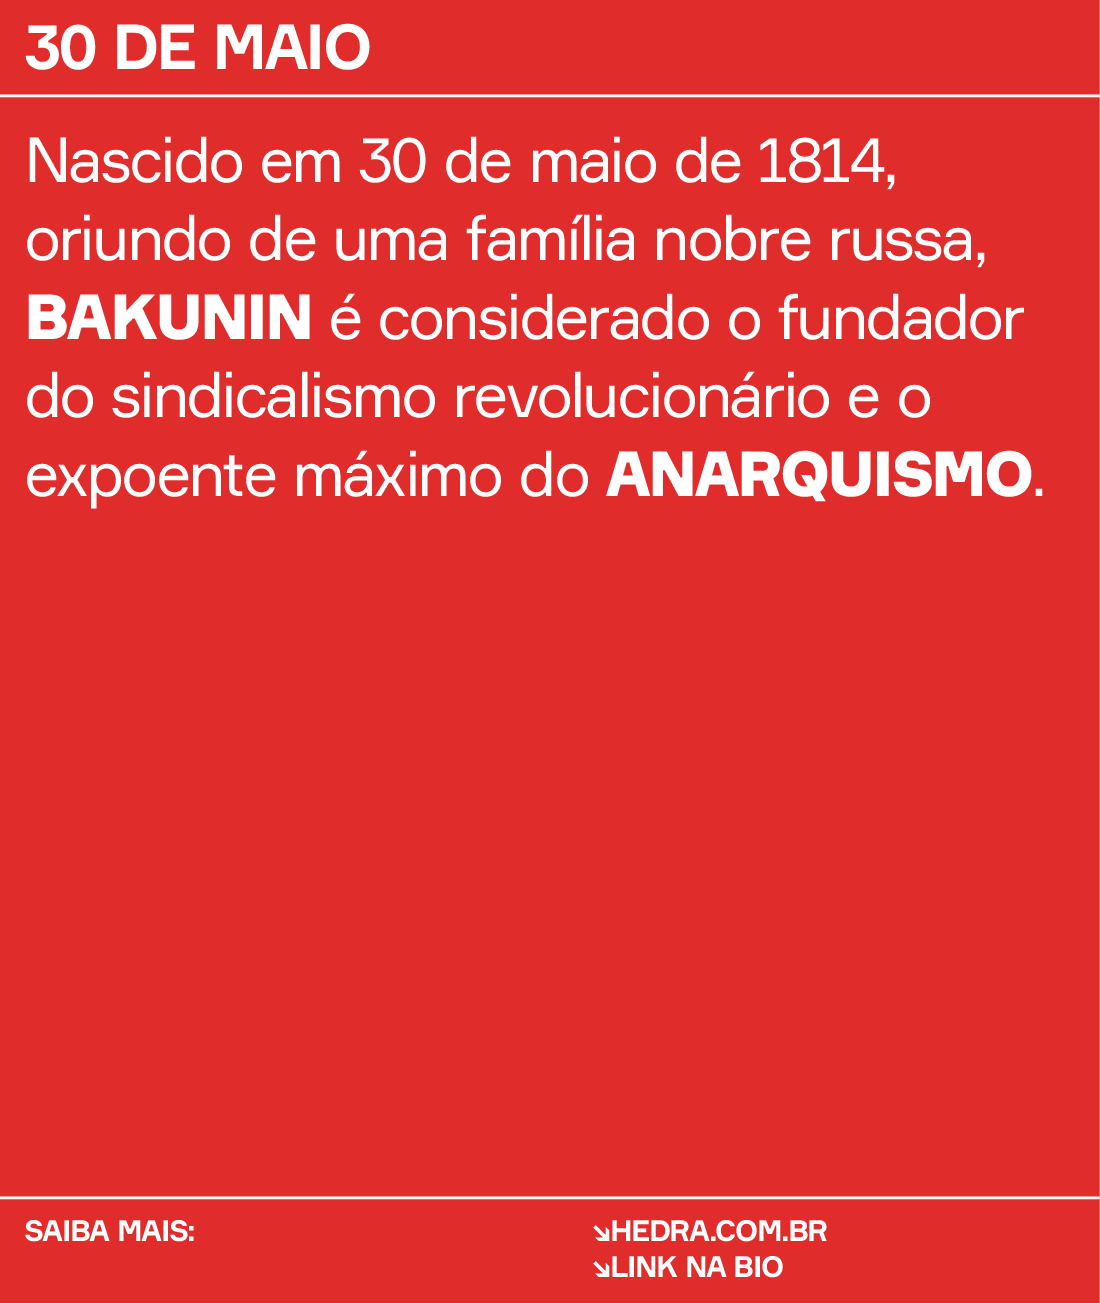 30 DE MAIO
Nascido em 30 de maio de 1814,
oriundo de uma família nobre russa,
BAKUNIN é considerado o fundador
do sindicalismo revolucionário e o
expoente máximo do ANARQUISMO.
SAIBA MAIS:
↘HEDRA.COM.BR
↘LINK NA BIO